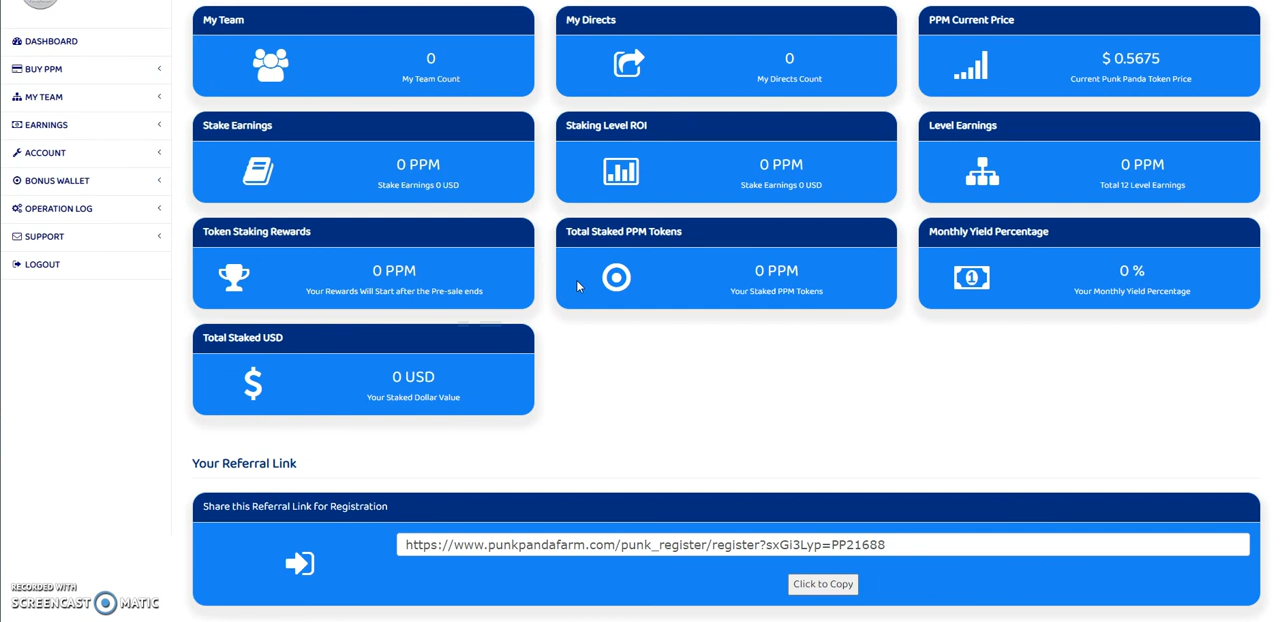 DASHBOARD
BUY PPM
MY TEAM
EARNINGS
ACCOUNT
BONUS WALLET
OPERATION LOG
SUPPORT
LOGOUT
My Team
0
My Team Count
My Directs
0
My Directs Count
PPM Current Price
$ 0.5675
Current Punk Panda Token Price
Stake Earnings
0 PPM
Stake Earnings 0 USD
Staking Level ROI
0 PPM
Stake Earnings 0 USD
Level Earnings
0 PPM
Total 12 Level Earnings
Token Staking Rewards
0 PPM
Your Rewards Will Start after the Pre-sale ends
Total Staked PPM Tokens
0 PPM
Your Staked PPM Tokens
Monthly Yield Percentage
1
0 %
Your Monthly Yield Percentage
Total Staked USD
$
0 USD
Your Staked Dollar Value
Your Referral Link
Share this Referral Link for Registration
https://www.punkpandafarm.com/punk_register/register?sxGi3Lyp=PP21688
Click to Copy
RECORDED WITH
SCREENCAST MATIC